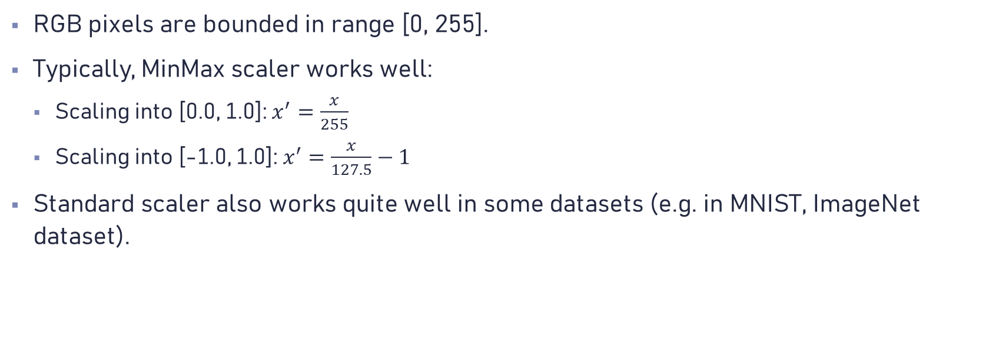 ▪ RGB pixels are bounded in range [0, 255].
▪ Typically, MinMax scaler works well:
▪ Scaling into [0.0, 1.0]: x′ = x/255
▪ Scaling into [-1.0, 1.0]: x′ = x/127.5 − 1
▪ Standard scaler also works quite well in some datasets (e.g. in MNIST, ImageNet
dataset).